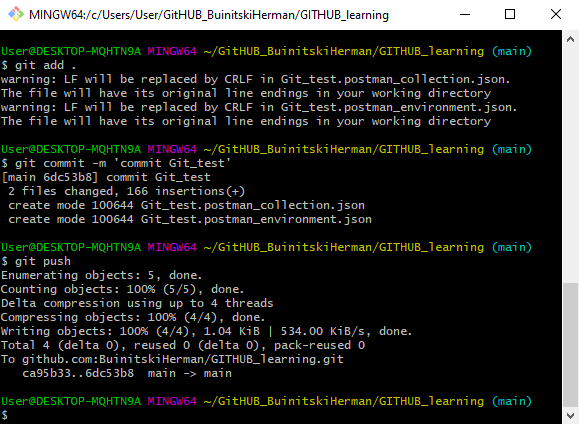 MINGW64:/c/Users/User/GitHUB_BuinitskiHerman/GITHUB_learning
User@DESKTOP-MQHTN9A MINGW64 ~/GitHUB_BuinitskiHerman/GITHUB_learning (main)
$ git add .
warning: LF will be replaced by CRLF in Git_test.postman_collection.json.
The file will have its original line endings in your working directory
warning: LF will be replaced by CRLF in Git_test.postman_environment.json.
The file will have its original line endings in your working directory
User@DESKTOP-MQHTN9A MINGW64 ~/GitHUB_BuinitskiHerman/GITHUB_learning (main)
$ git commit -m 'commit Git_test'
[main 6dc53b8] commit Git_test
2 files changed, 166 insertions(+)
create mode 100644 Git_test.postman_collection.json
create mode 100644 Git_test.postman_environment.json
User@DESKTOP-MQHTN9A MINGW64 ~/GitHUB_BuinitskiHerman/GITHUB_learning (main)
$ git push
Enumerating objects: 5, done.
Counting objects: 100% (5/5), done.
Delta compression using up to 4 threads
Compressing objects: 100% (4/4), done.
Writing objects: 100% (4/4), 1.04 KiB | 534.00 KiB/s, done.
Total 4 (delta 0), reused 0 (delta 0), pack-reused 0
To github.com:BuinitskiHerman/GITHUB_learning.git
ca95b33..6dc53b8  main -> main
User@DESKTOP-MQHTN9A MINGW64 ~/GitHUB_BuinitskiHerman/GITHUB_learning (main)
$